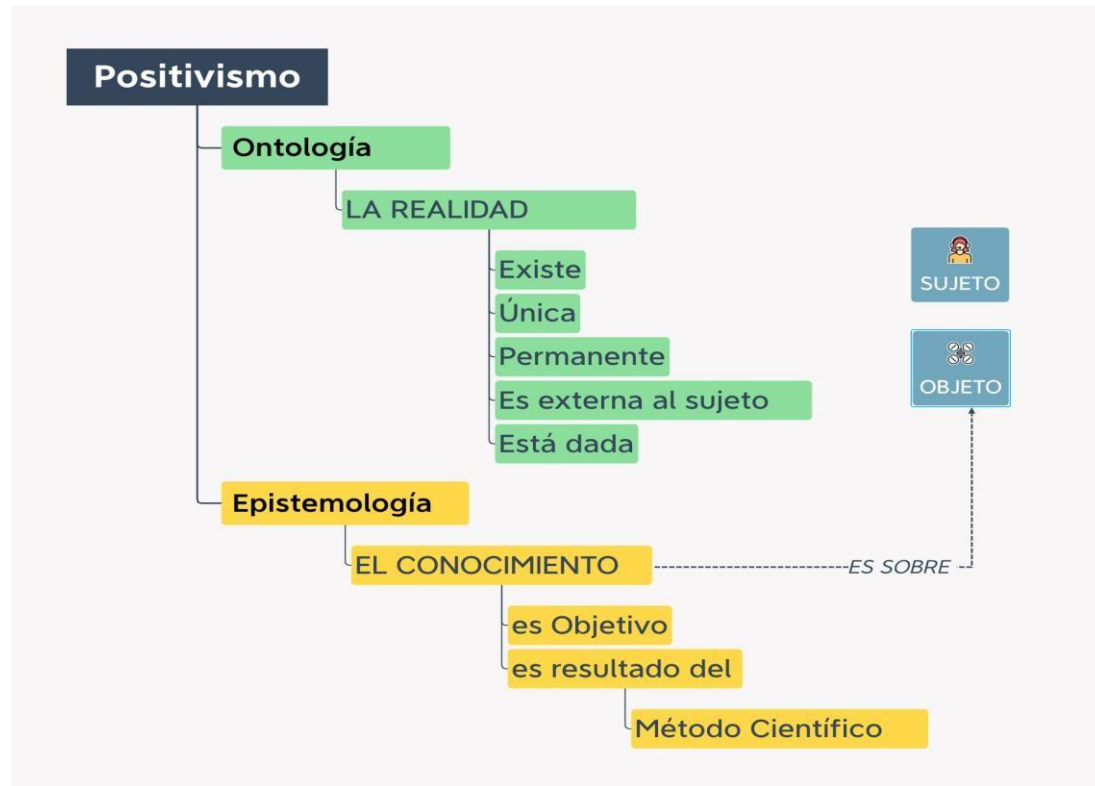 Positivismo
Ontología
LA REALIDAD
Existe
Única
Permanente
Es externa al sujeto
Está dada
SUJETO
OBJETO
Epistemología
EL CONOCIMIENTO
ES SOBRE
es Objetivo
es resultado del
Método Científico